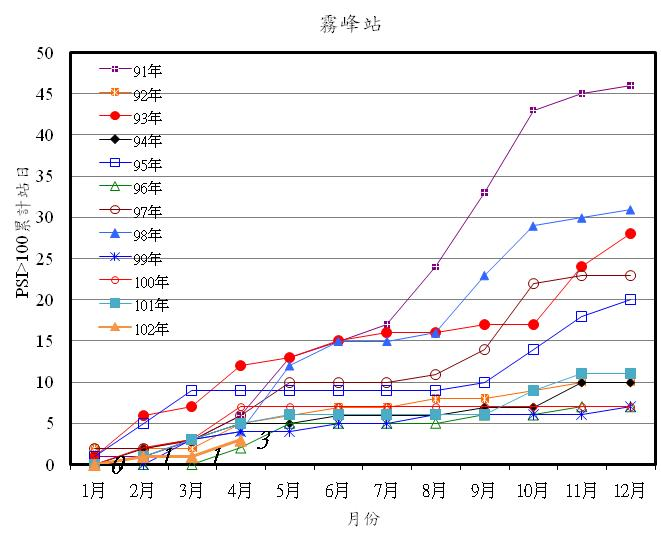 霧峰站
PSI>100累計站日
50
45
40
35
30
25
20
15
10
5
0
91年
92年
93年
94年
95年
96年
97年
98年
99年
100年
101年
102年
0 1 1 3
1月 2月 3月 4月 5月 6月 7月 8月 9月 10月 11月 12月
月份